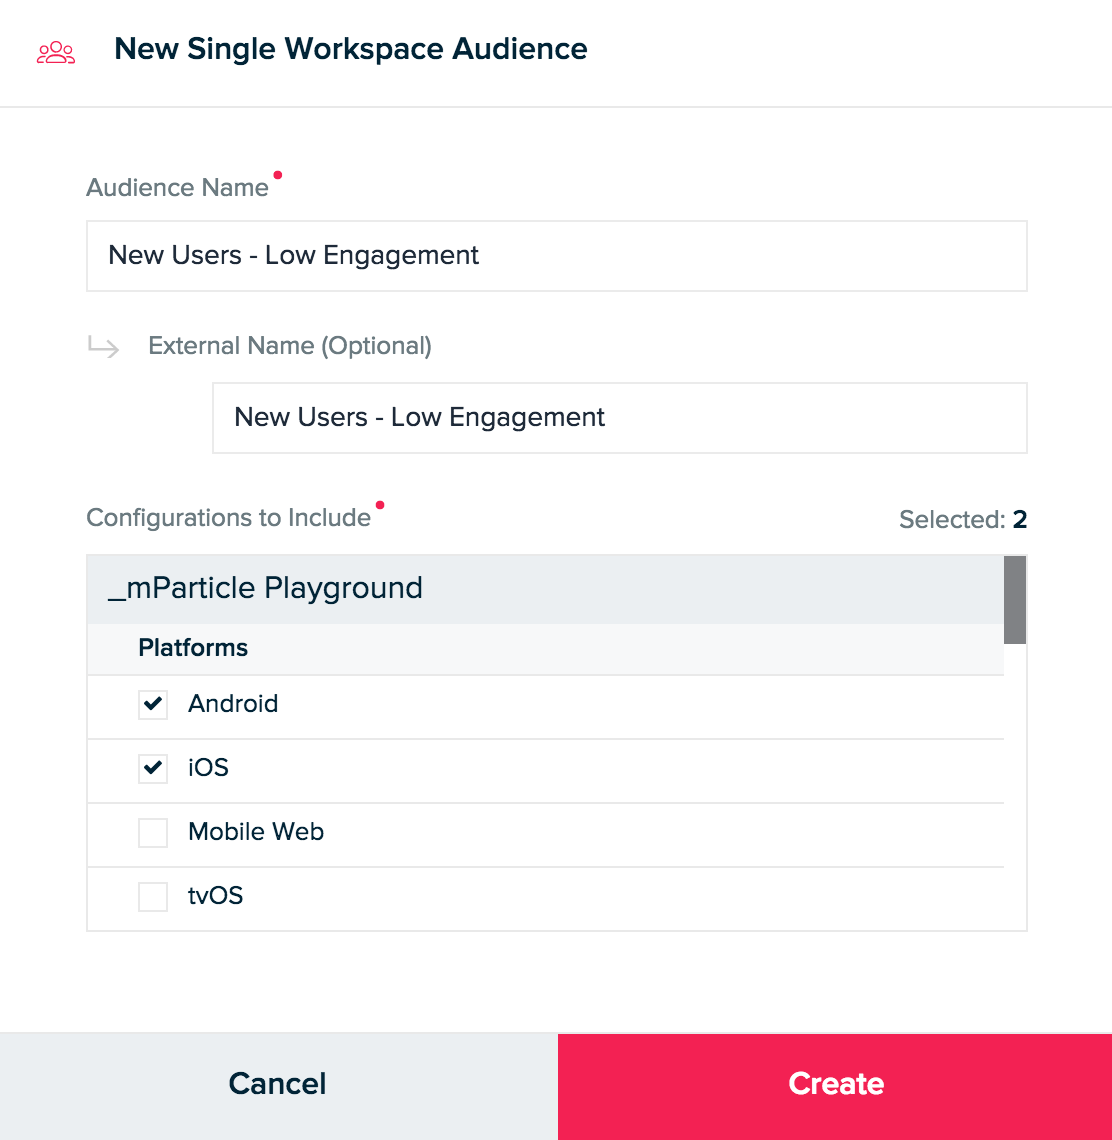 New Single Workspace Audience
Audience Name
New Users - Low Engagement
External Name (Optional)
New Users - Low Engagement
Configurations to Include
Selected: 2
_mParticle Playground
Platforms
Android
iOS
Mobile Web
tvOS
Cancel
Create